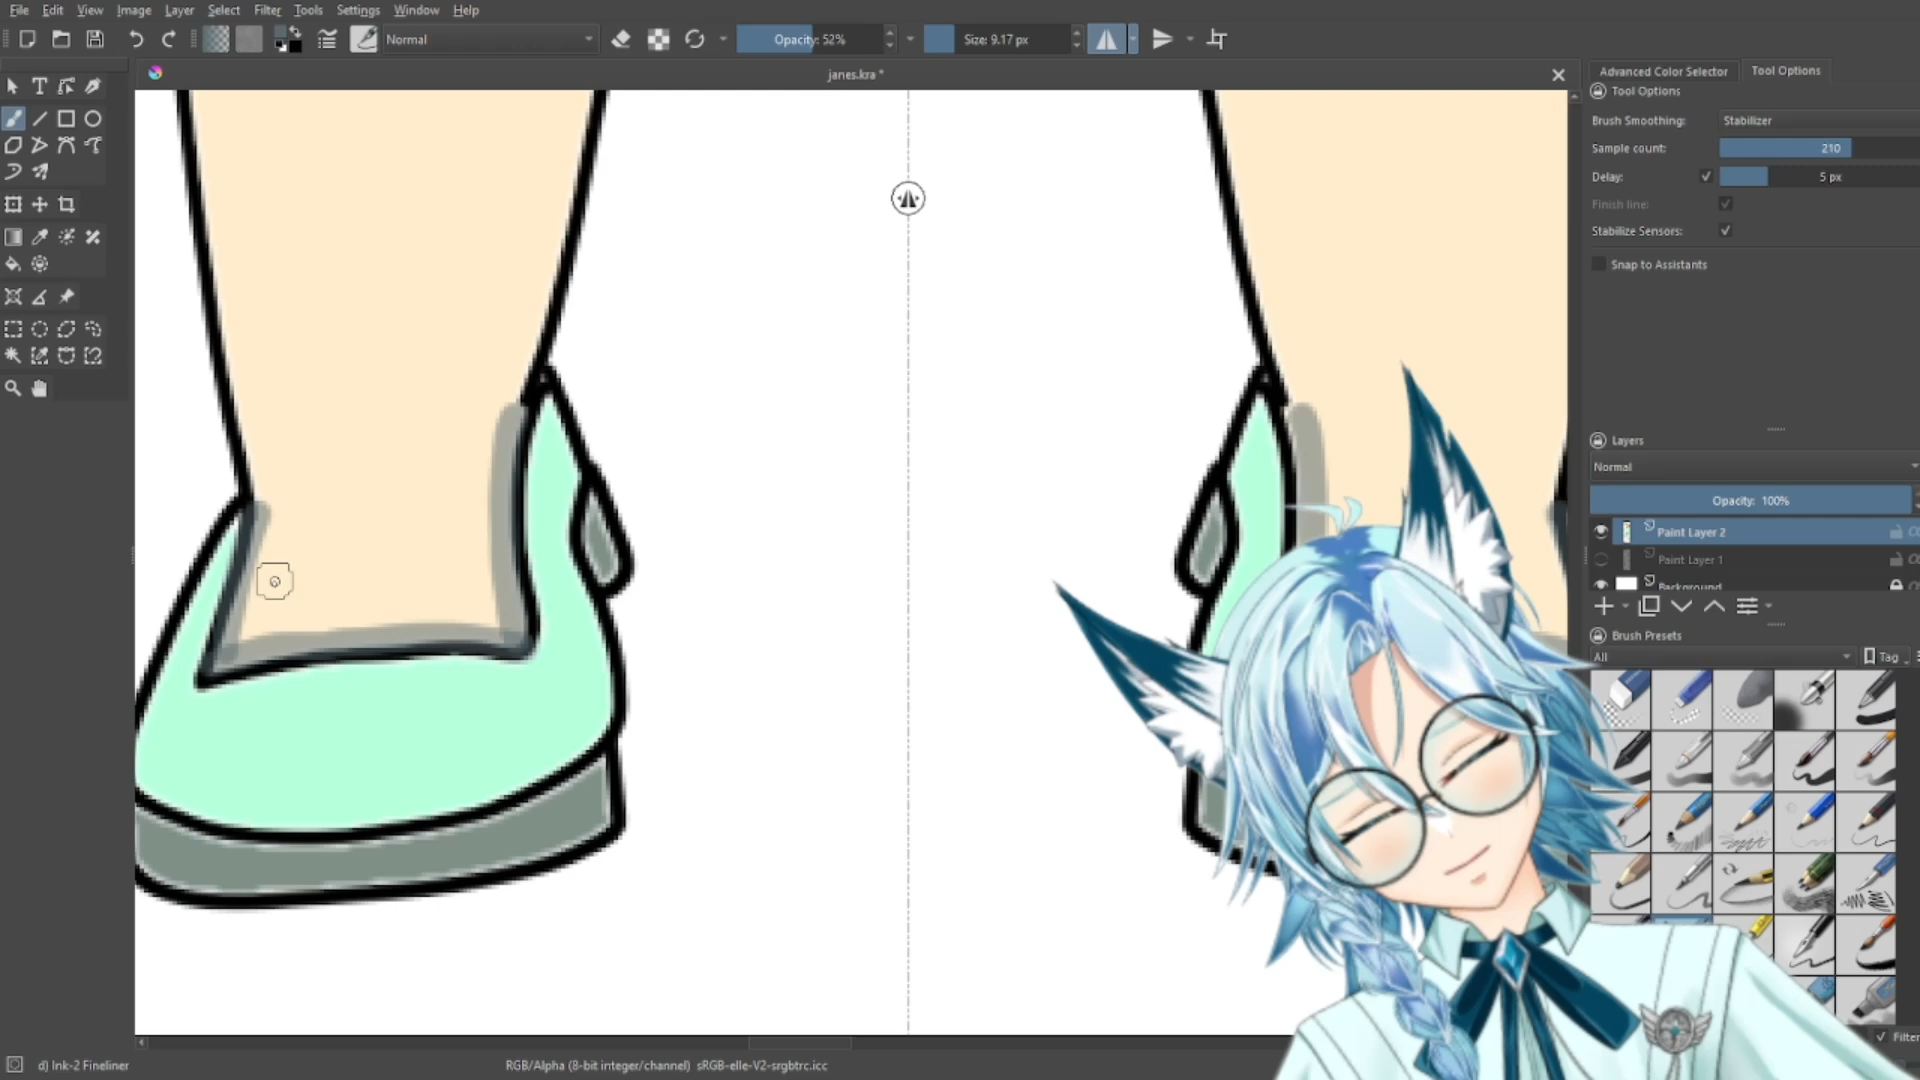 File Edit View Image Layer Select Filter Tools Settings Window Help
Normal Opacity: 52% Size: 9.17 px
janes.kra *
Advanced Color Selector Tool Options
Tool Options
Brush Smoothing: Stabilizer
Sample count: 210
Delay: 5 px
Finish line:
Stabilize Sensors:
Snap to Assistants
Layers
Normal
Opacity: 100%
Paint Layer 2
Paint Layer 1
Background
Brush Presets
All Tag
Filter
d) Ink-2 Fineliner RGB/Alpha (8-bit integer/channel) sRGB-elle-V2-srgbtrc.icc